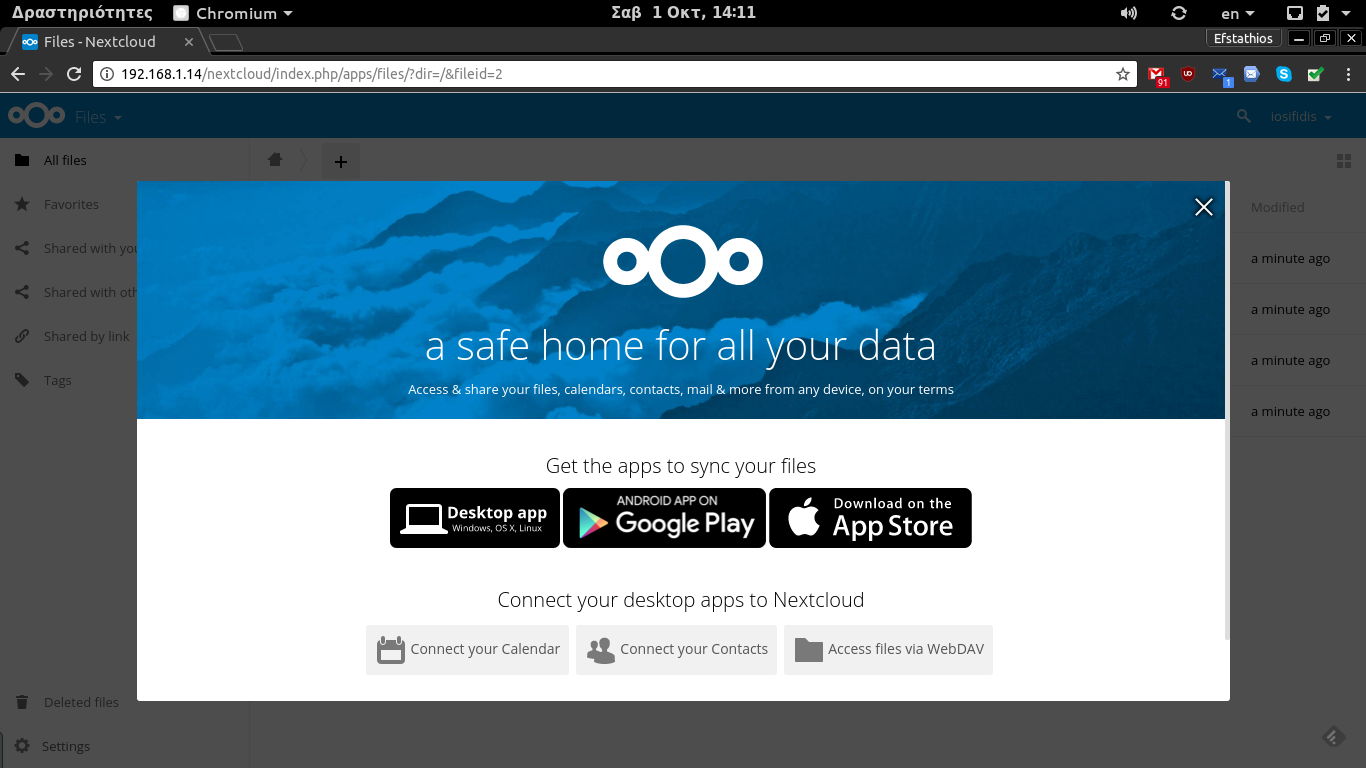 Δραστηριότητες Chromium Σαβ 1 Οκτ, 14:11 en
Files - Nextcloud Efstathios
192.168.1.14/nextcloud/index.php/apps/files/?dir=/&fileid=2 91 1
Files iosifidis
All files +
Favorites Modified
Shared with you
Shared with oth
Shared by link
Tags
a minute ago
a minute ago
a minute ago
a minute ago
a safe home for all your data
Access & share your files, calendars, contacts, mail & more from any device, on your terms
Get the apps to sync your files
Desktop app
Windows, OS X, Linux
ANDROID APP ON
Google Play
Download on the
App Store
Connect your desktop apps to Nextcloud
Connect your Calendar Connect your Contacts Access files via WebDAV
Deleted files
Settings